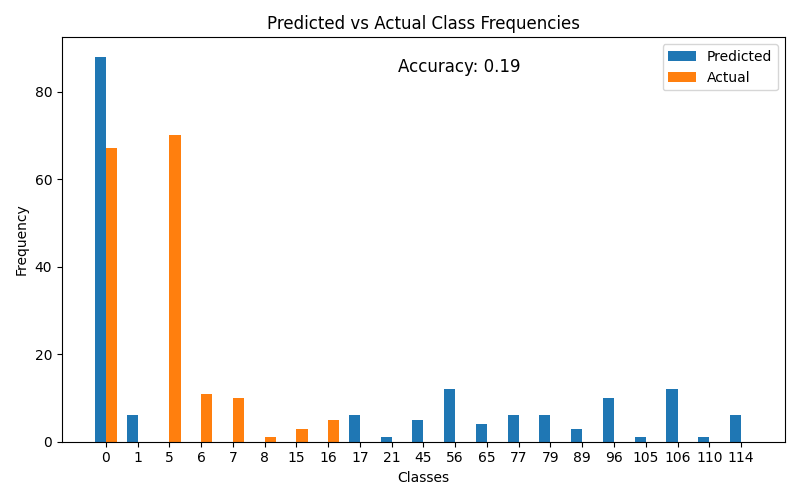 Predicted vs Actual Class Frequencies
Accuracy: 0.19
Predicted
Actual
80
60
40
20
0
Frequency
0 1 5 6 7 8 15 16 17 21 45 56 65 77 79 89 96 105 106 110 114
Classes